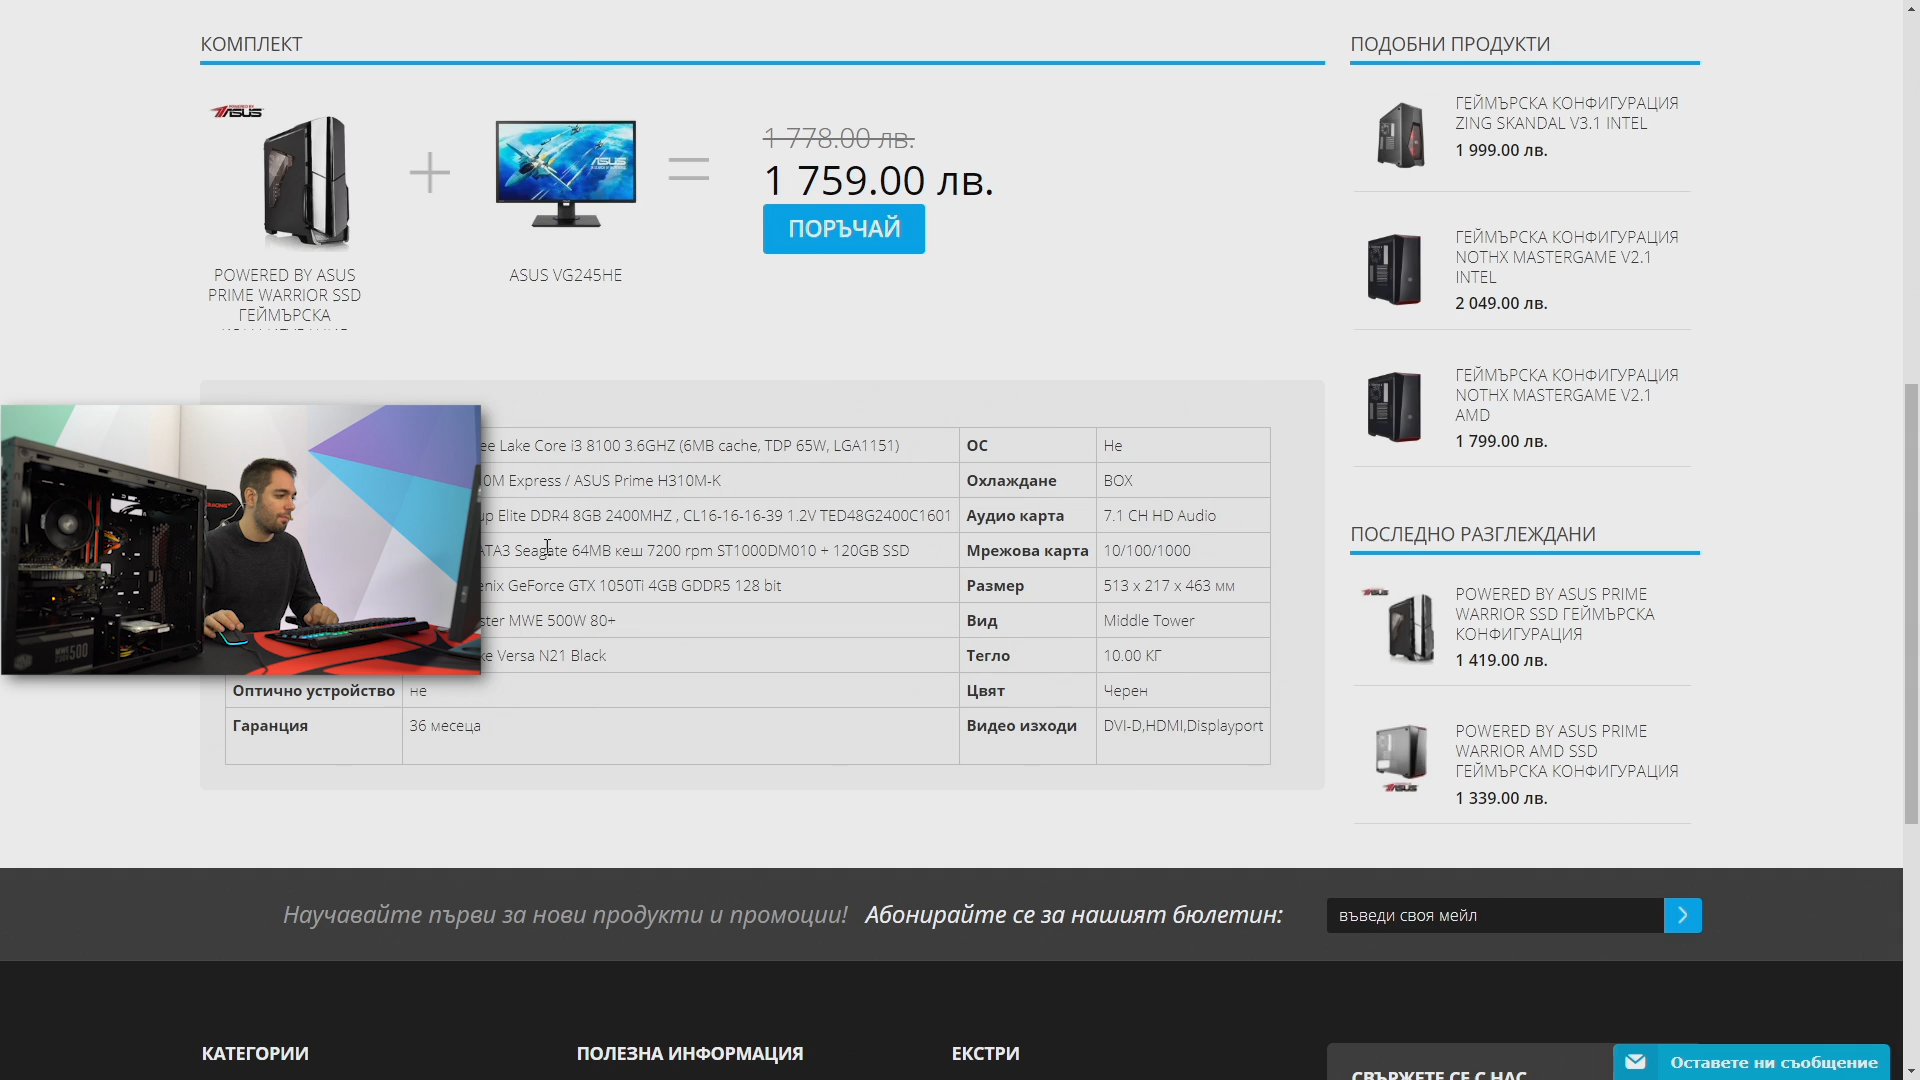 КОМПЛЕКТ
POWERED BY
ASUS
POWERED BY ASUS
PRIME WARRIOR SSD
ГЕЙМЪРСКА
ASUS
ASUS VG245HE
1 778.00 лв.
1 759.00 лв.
ПОРЪЧАЙ
ee Lake Core i3 8100 3.6GHZ (6MB cache, TDP 65W, LGA1151)
ОС
Не
0M Express / ASUS Prime H310M-K
Охлаждане
BOX
up Elite DDR4 8GB 2400MHZ , CL16-16-16-39 1.2V TED48G2400C1601
Аудио карта
7.1 CH HD Audio
ATA3 Seagate 64MB кеш 7200 rpm ST1000DM010 + 120GB SSD
Мрежова карта
10/100/1000
enix GeForce GTX 1050Ti 4GB GDDR5 128 bit
Размер
513 x 217 x 463 мм
ster MWE 500W 80+
Вид
Middle Tower
ke Versa N21 Black
Тегло
10.00 КГ
Оптично устройство
не
Цвят
Черен
Гаранция
36 месеца
Видео изходи
DVI-D,HDMI,Displayport
MWE 500
ПОДОБНИ ПРОДУКТИ
ГЕЙМЪРСКА КОНФИГУРАЦИЯ
ZING SKANDAL V3.1 INTEL
1 999.00 лв.
ГЕЙМЪРСКА КОНФИГУРАЦИЯ
NOTHX MASTERGAME V2.1
INTEL
2 049.00 лв.
ГЕЙМЪРСКА КОНФИГУРАЦИЯ
NOTHX MASTERGAME V2.1
AMD
1 799.00 лв.
ПОСЛЕДНО РАЗГЛЕЖДАНИ
POWERED BY ASUS PRIME
WARRIOR SSD ГЕЙМЪРСКА
КОНФИГУРАЦИЯ
1 419.00 лв.
POWERED BY ASUS PRIME
WARRIOR AMD SSD
ГЕЙМЪРСКА КОНФИГУРАЦИЯ
1 339.00 лв.
Научавайте първи за нови продукти и промоции! Абонирайте се за нашият бюлетин:
въведи своя мейл
КАТЕГОРИИ
ПОЛЕЗНА ИНФОРМАЦИЯ
ЕКСТРИ
СВЪРЖЕТЕ СЕ С НАС
Оставете ни съобщение